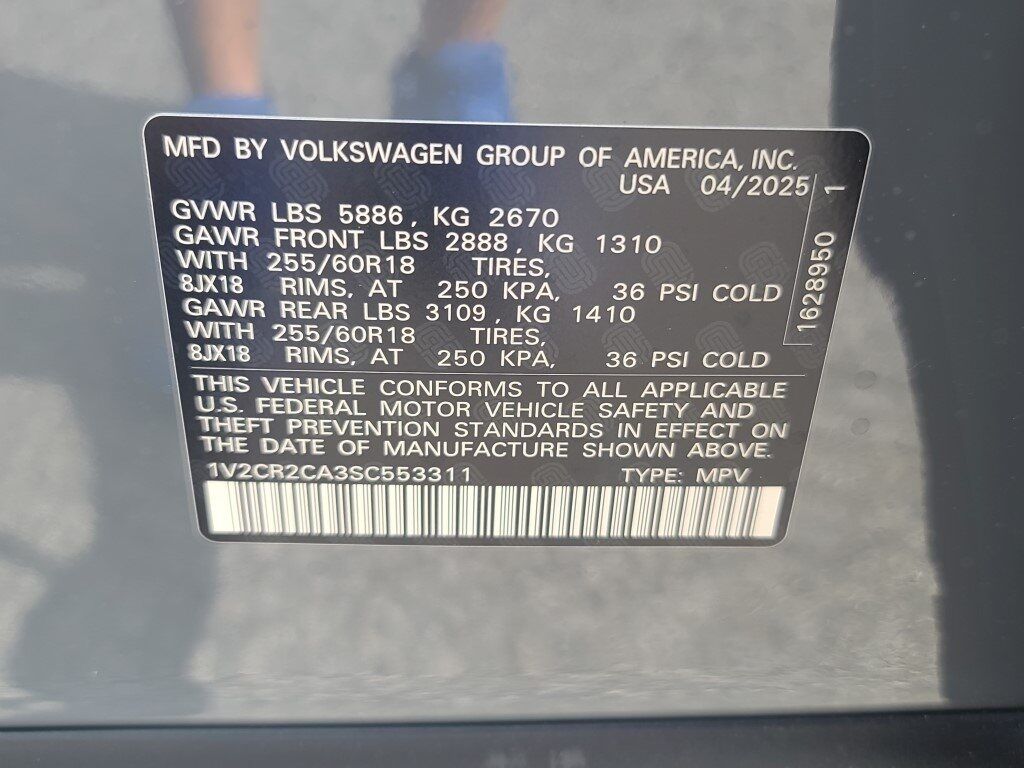 MFD BY VOLKSWAGEN GROUP OF AMERICA, INC.
USA 04/2025
GVWR LBS 5886, KG 2670
GAWR FRONT LBS 2888, KG 1310
WITH 255/60R18 TIRES,
8JX18 RIMS, AT 250 KPA, 36 PSI COLD
GAWR REAR LBS 3109, KG 1410
WITH 255/60R18 TIRES,
8JX18 RIMS, AT 250 KPA, 36 PSI COLD
1628950 1
THIS VEHICLE CONFORMS TO ALL APPLICABLE
U.S. FEDERAL MOTOR VEHICLE SAFETY AND
THEFT PREVENTION STANDARDS IN EFFECT ON
THE DATE OF MANUFACTURE SHOWN ABOVE.
1V2CR2CA3SC553311 TYPE: MPV